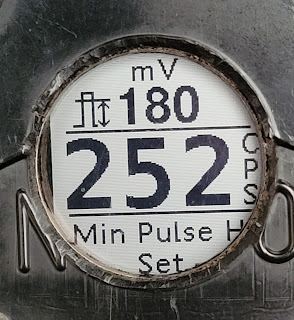 mV
180
252 CPS
Min Pulse H
Set
N O